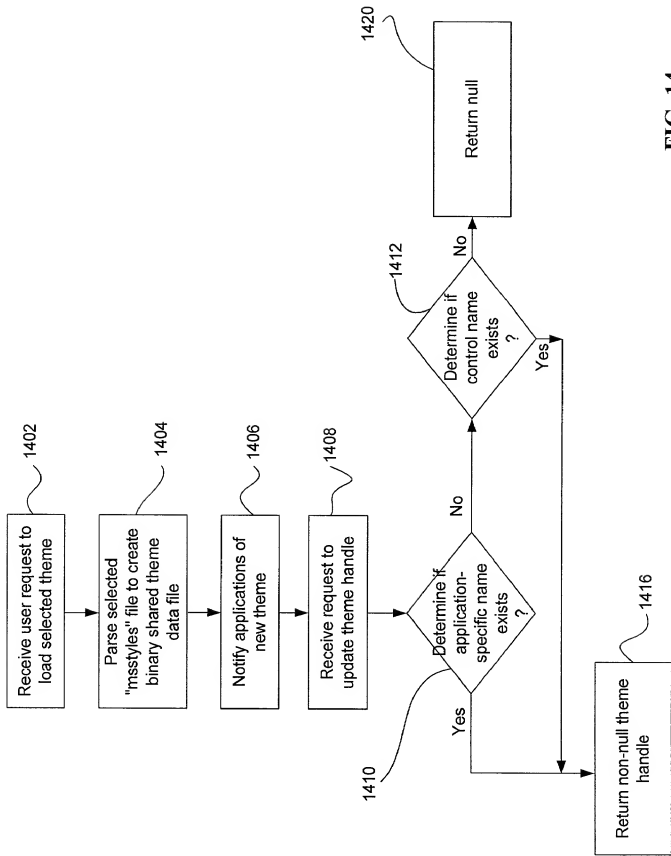 Receive user request to
load selected theme
1402
Parse selected
"msstyles" file to create
binary shared theme
data file
1404
Notify applications of
new theme
1406
Receive request to
update theme handle
1408
Determine if
application-
specific name
exists
?
1410
Yes
No
Determine if
control name
exists
?
1412
Yes
No
Return null
1420
Return non-null theme
handle
1416